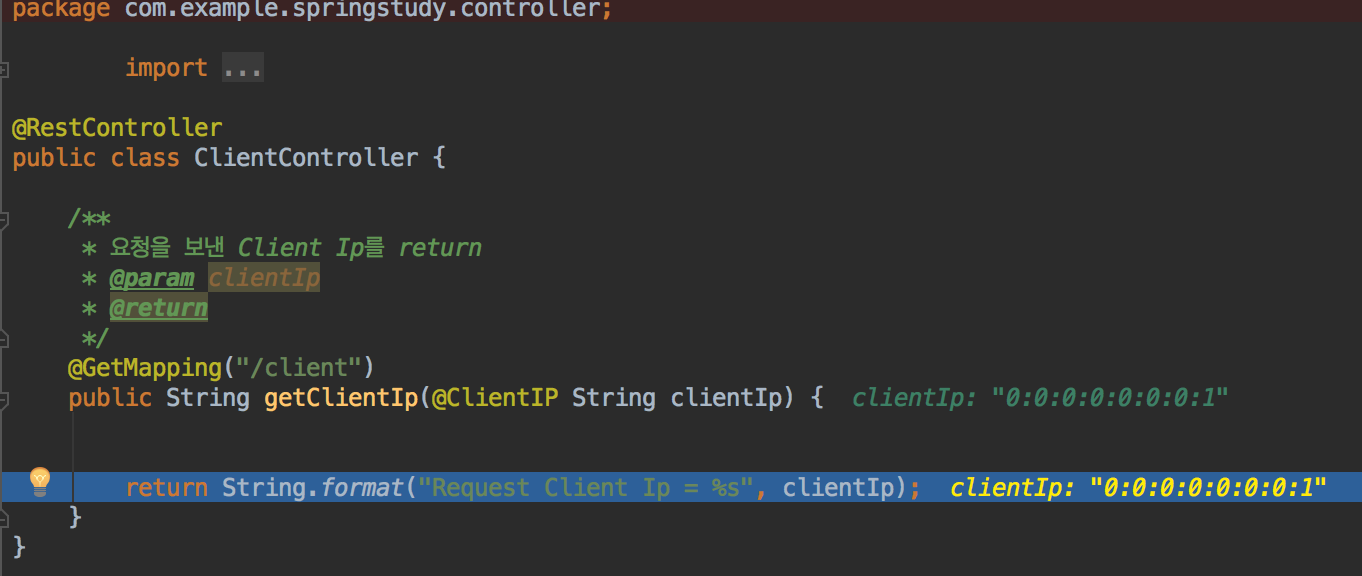 package com.example.springstudy.controller;
import ...
@RestController
public class ClientController {
/**
* 요청을 보낸 Client Ip를 return
* @param clientIp
* @return
*/
@GetMapping("/client")
public String getClientIp(@ClientIP String clientIp) { clientIp: "0:0:0:0:0:0:0:1"
return String.format("Request Client Ip = %s", clientIp); clientIp: "0:0:0:0:0:0:0:1"
}
}